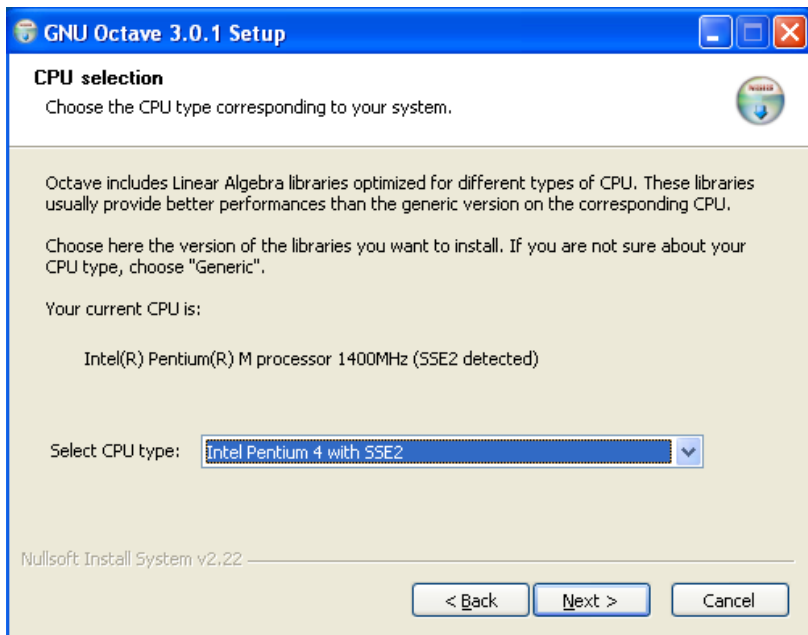 GNU Octave 3.0.1 Setup
CPU selection
Choose the CPU type corresponding to your system.
Octave includes Linear Algebra libraries optimized for different types of CPU. These libraries
usually provide better performances than the generic version on the corresponding CPU.
Choose here the version of the libraries you want to install. If you are not sure about your
CPU type, choose "Generic".
Your current CPU is:
Intel(R) Pentium(R) M processor 1400MHz (SSE2 detected)
Select CPU type: Intel Pentium 4 with SSE2
Nullsoft Install System v2.22
< Back Next > Cancel